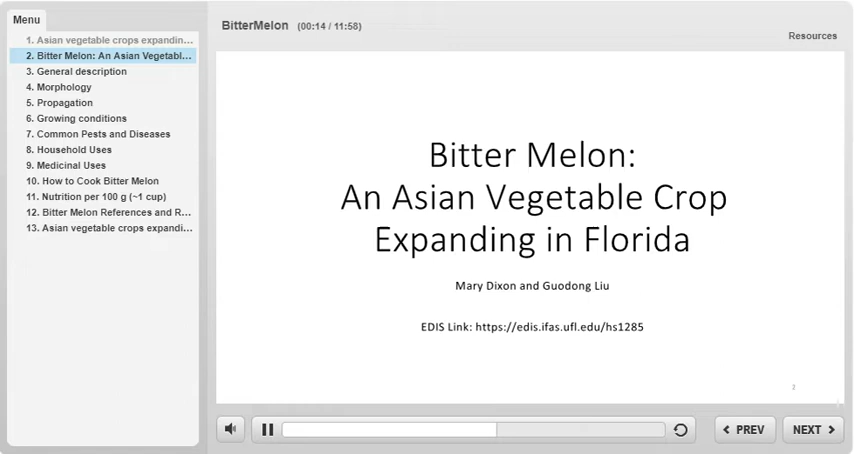 Menu
1. Asian vegetable crops expandin...
2. Bitter Melon: An Asian Vegetabl...
3. General description
4. Morphology
5. Propagation
6. Growing conditions
7. Common Pests and Diseases
8. Household Uses
9. Medicinal Uses
10. How to Cook Bitter Melon
11. Nutrition per 100 g (~1 cup)
12. Bitter Melon References and R...
13. Asian vegetable crops expandi...
BitterMelon (00:14 / 11:58)
Resources
Bitter Melon:
An Asian Vegetable Crop
Expanding in Florida
Mary Dixon and Guodong Liu
EDIS Link: https://edis.ifas.ufl.edu/hs1285
2
PREV
NEXT